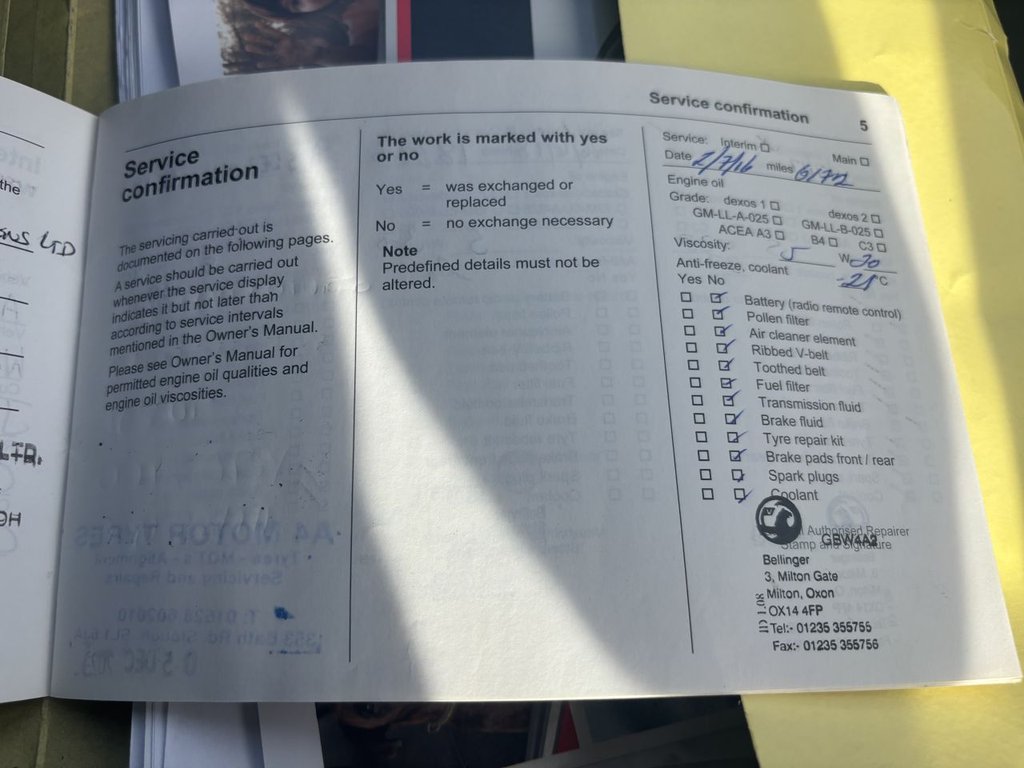 Service confirmation
5
the
LTD
LTR.
Service
confirmation
The servicing carried out is
documented on the following pages.
A service should be carried out
whenever the service display
indicates it but not later than
according to service intervals
mentioned in the Owner's Manual.
Please see Owner's Manual for
permitted engine oil qualities and
engine oil viscosities.
The work is marked with yes
or no
Yes = was exchanged or
replaced
No = no exchange necessary
Note
Predefined details must not be
altered.
Service: Interim Main
Date 2/7/16 miles 6172
Engine oil
Grade: dexos 1 dexos 2
GM-LL-A-025 GM-LL-B-025
ACEA A3 B4 C3
Viscosity: 5 W
Anti-freeze, coolant °C
Yes No
Battery (radio remote control)
Pollen filter
Air cleaner element
Ribbed V-belt
Toothed belt
Fuel filter
Transmission fluid
Brake fluid
Tyre repair kit
Brake pads front / rear
Spark plugs
Coolant
Authorised Repairer
Stamp and Signature
GBW4A2
Bellinger
3, Milton Gate
Milton, Oxon
OX14 4FP
Tel:- 01235 355755
Fax:- 01235 355756